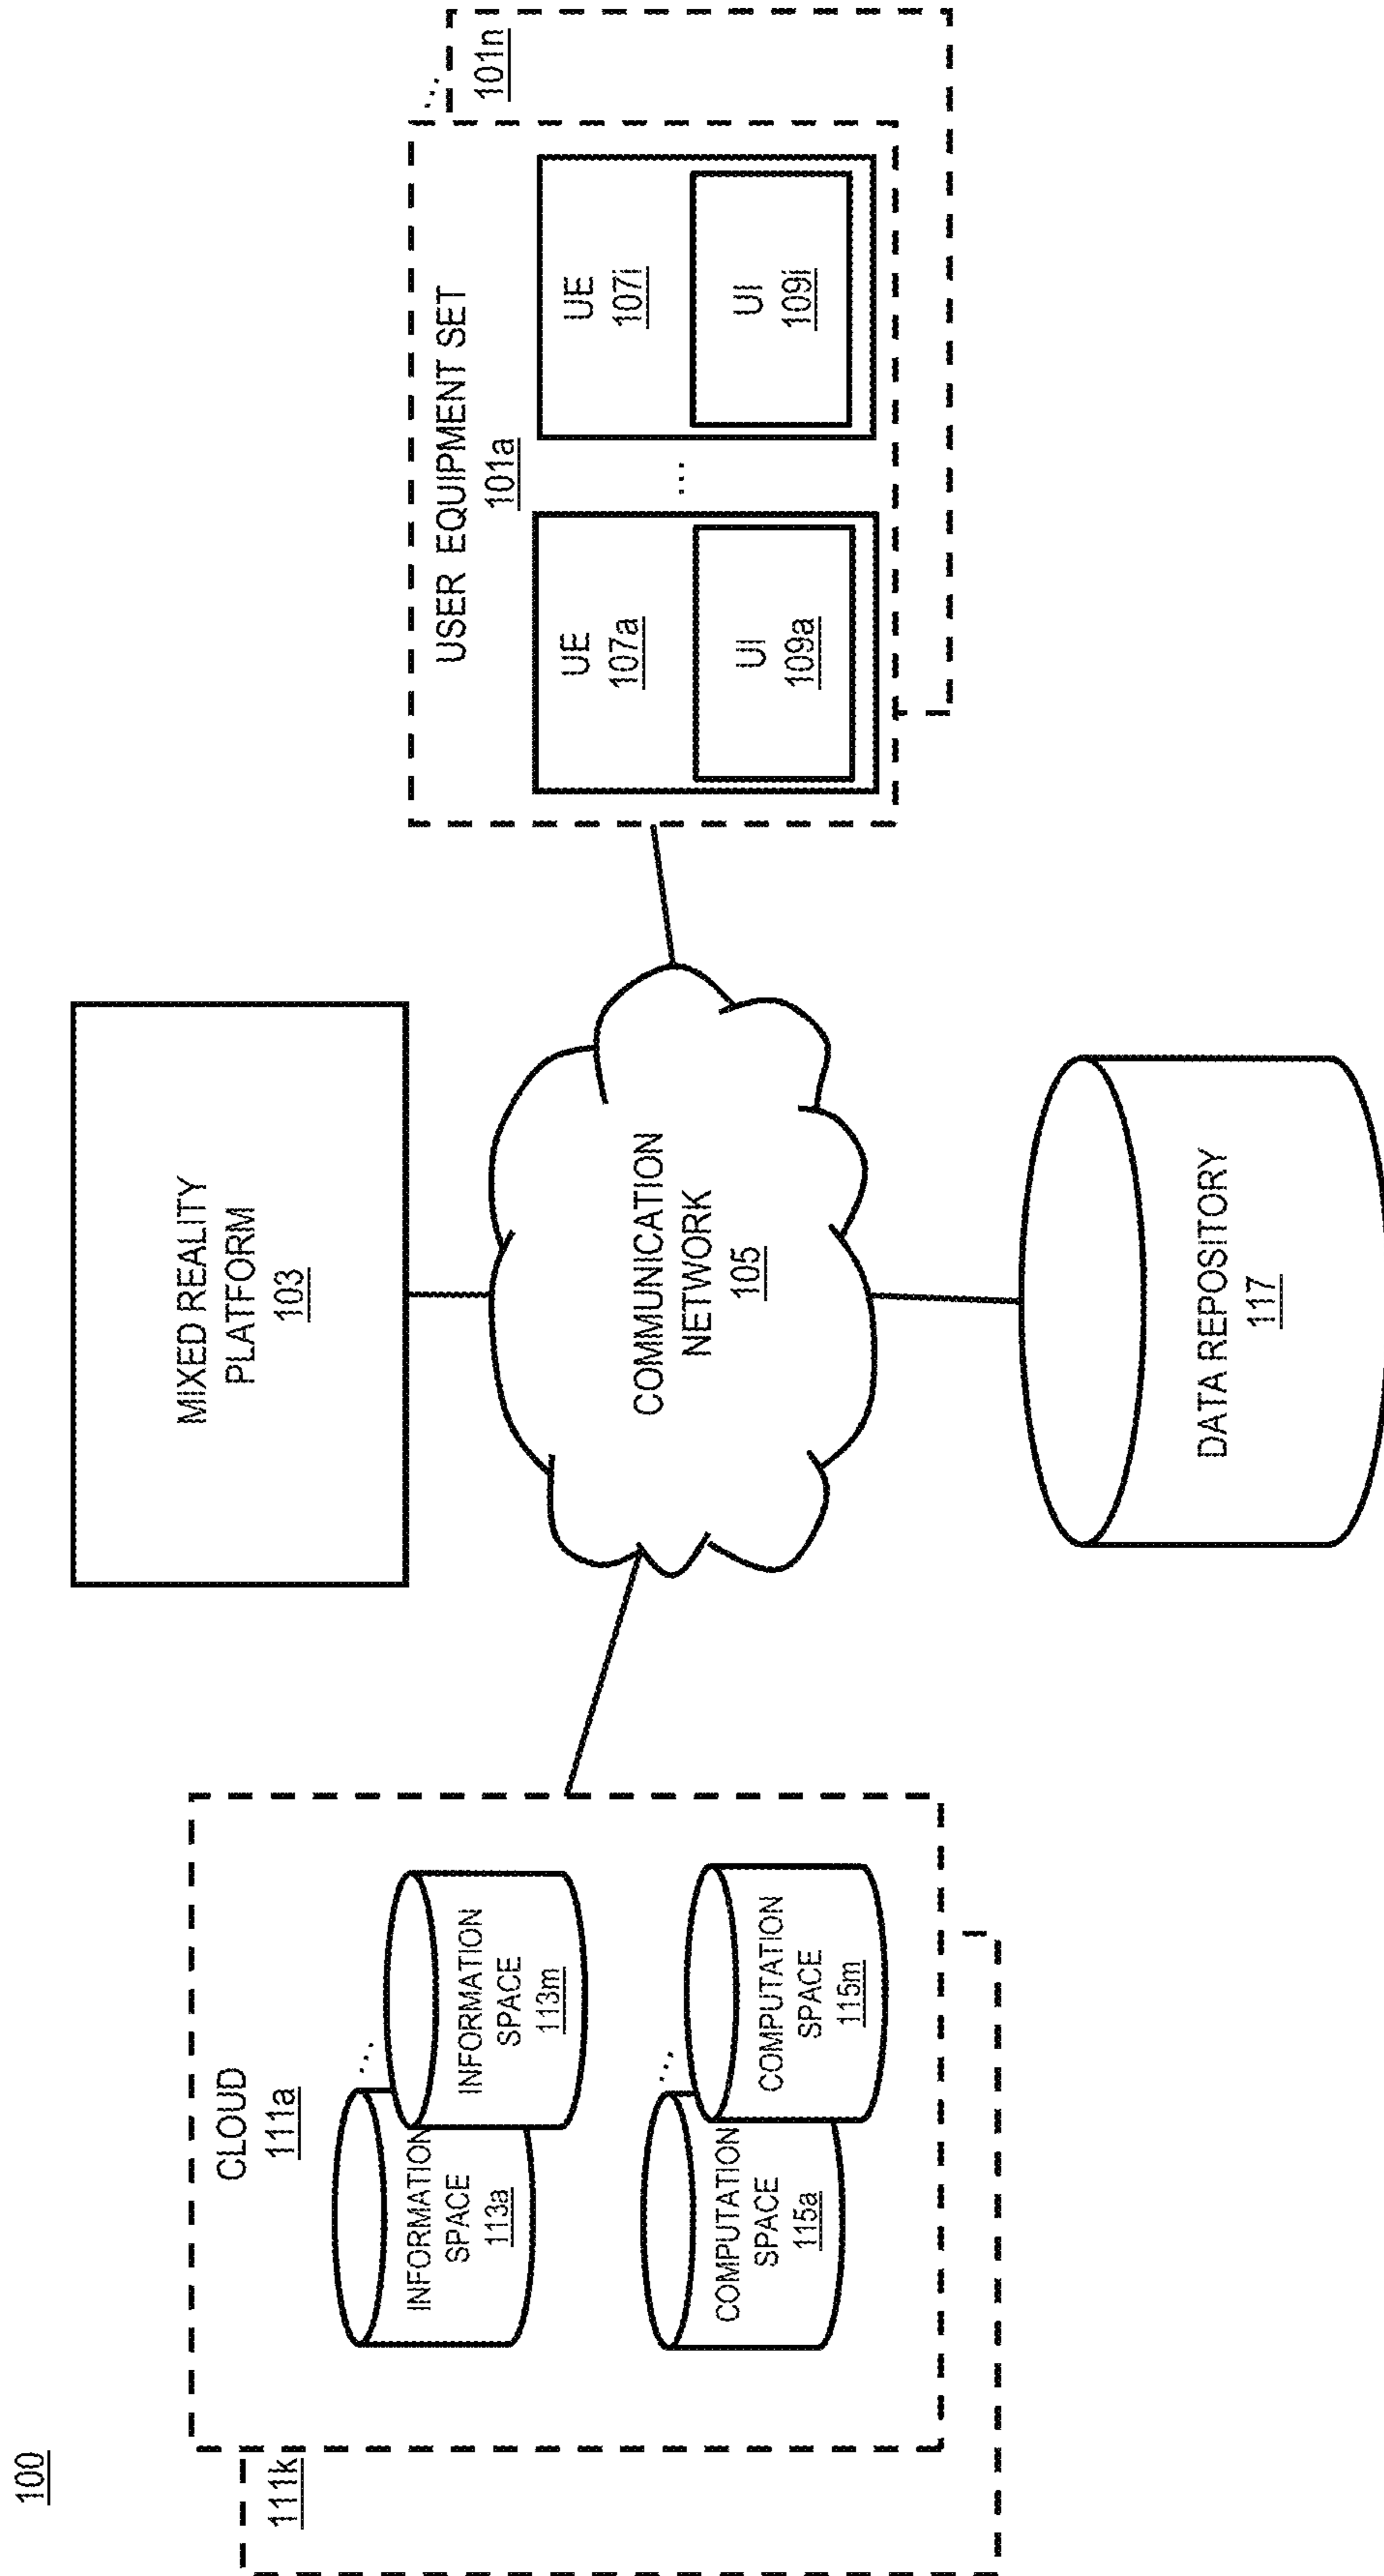 100
MIXED REALITY
PLATFORM
103
CLOUD
111a
111k
INFORMATION
SPACE
113a
...
INFORMATION
SPACE
113m
COMPUTATION
SPACE
115a
...
COMPUTATION
SPACE
115m
COMMUNICATION
NETWORK
105
USER EQUIPMENT SET
101a
...
101n
UE
107a
UI
109a
...
UE
107i
UI
109i
DATA REPOSITORY
117